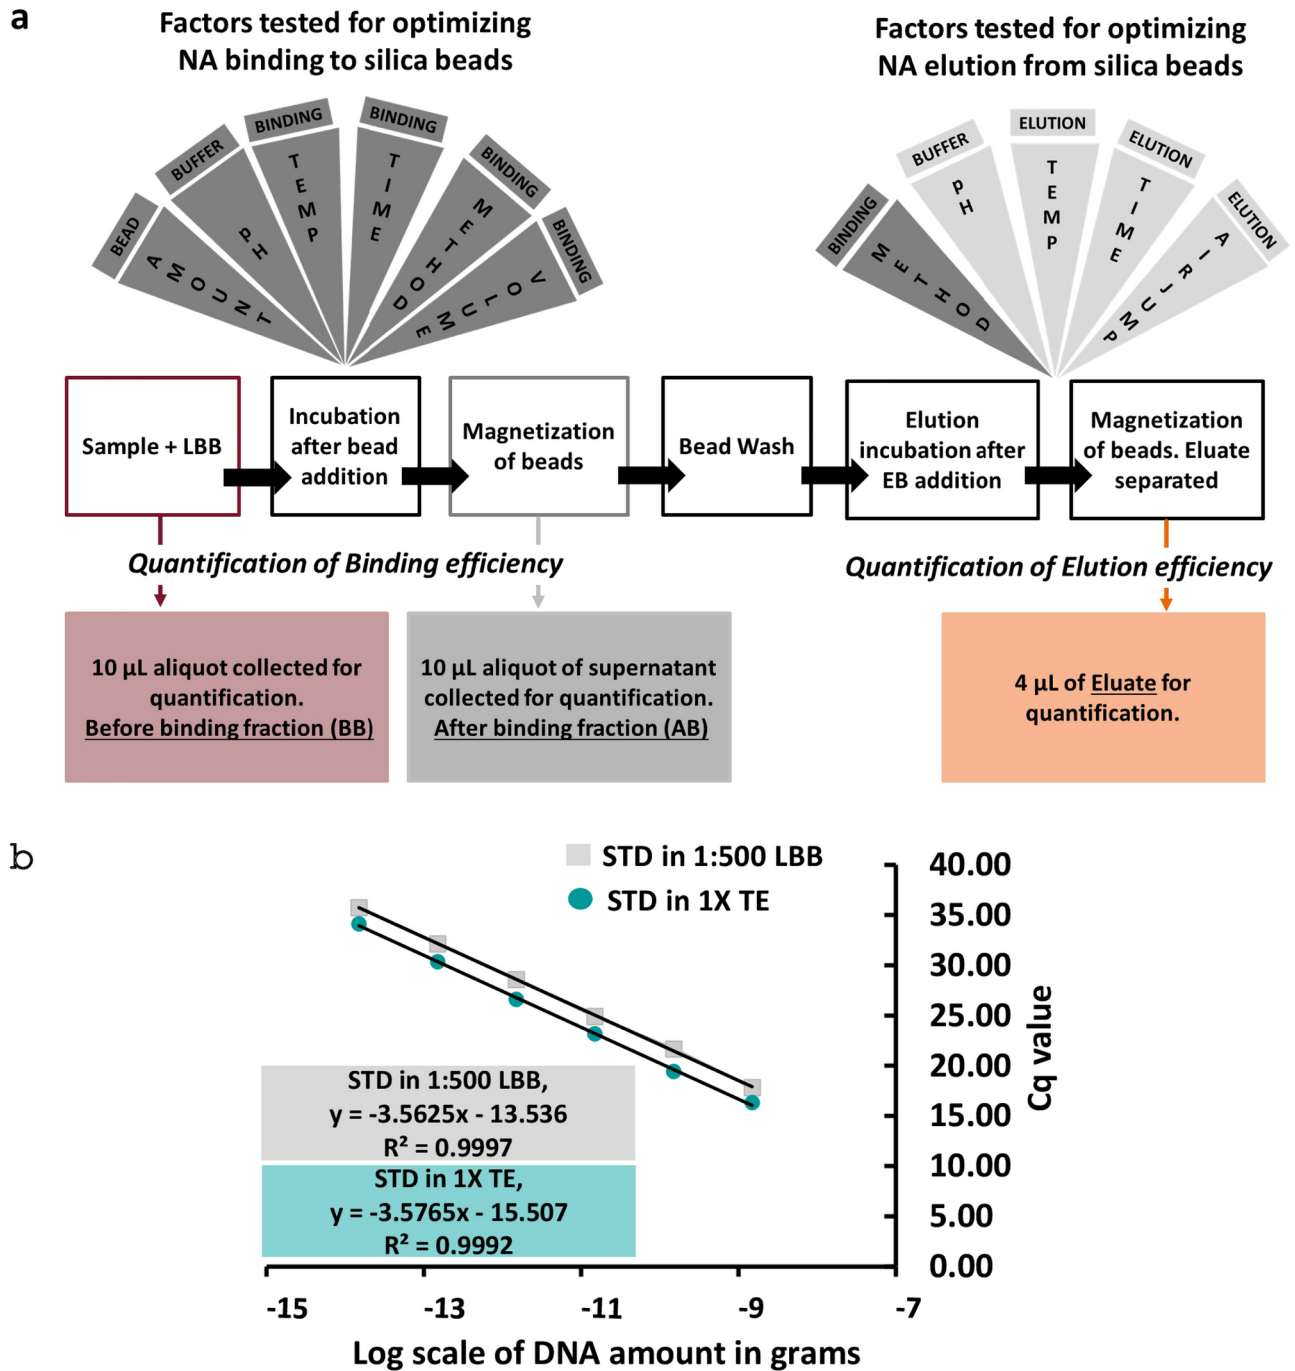 a
Factors tested for optimizing
NA binding to silica beads
BEAD
AMOUNT
BUFFER
pH
BINDING
TEMP
BINDING
TIME
BINDING
METHOD
BINDING
VOLUME
Factors tested for optimizing
NA elution from silica beads
BINDING
METHOD
BUFFER
pH
ELUTION
TEMP
ELUTION
TIME
ELUTION
AIRJUMP
Sample + LBB
Incubation
after bead
addition
Magnetization
of beads
Bead Wash
Elution
incubation after
EB addition
Magnetization
of beads. Eluate
separated
Quantification of Binding efficiency
Quantification of Elution efficiency
10 µL aliquot collected for
quantification.
Before binding fraction (BB)
10 µL aliquot of supernatant
collected for quantification.
After binding fraction (AB)
4 µL of Eluate for
quantification.
b
STD in 1:500 LBB
STD in 1X TE
40.00
35.00
30.00
25.00
20.00
15.00
10.00
5.00
0.00
Cq value
STD in 1:500 LBB,
y = -3.5625x - 13.536
R² = 0.9997
STD in 1X TE,
y = -3.5765x - 15.507
R² = 0.9992
-15
-13
-11
-9
-7
Log scale of DNA amount in grams